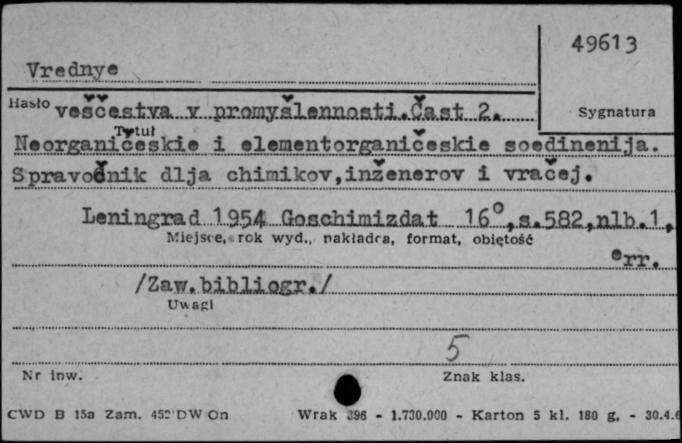 49613
Vrednye
Hasło veščestva v promyšlennosti.Čast 2. Sygnatura
Tytuł
Neorganičeskie i elementorganičeskie soedinenija.
Spravočnik dlja chimikov,inženerov i vračej.
Leningrad 1954 Goschimizdat 16°,s.582,nlb.1,
Miejsce, rok wyd., nakładca, format, objętość
err.
/Zaw.bibliogr./
Uwagi
5
Nr inw. Znak klas.
CWD B 15a Zam. 452 DW On Wrak 396 - 1.730.000 - Karton 5 kl. 180 g. - 30.4.6